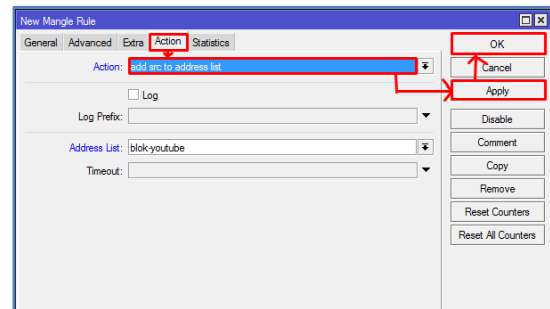 New Mangle Rule
General Advanced Extra Action Statistics
Action: add src to address list
Log
Log Prefix:
Address List: blok-youtube
Timeout:
OK
Cancel
Apply
Disable
Comment
Copy
Remove
Reset Counters
Reset All Counters